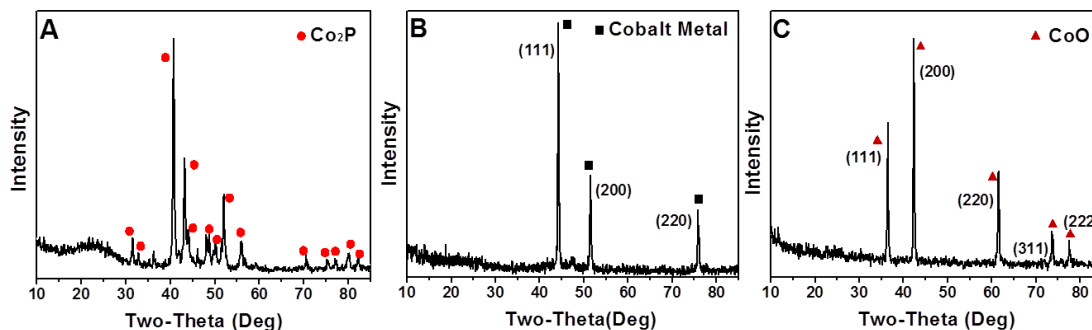 A
Co₂P
Intensity
10 20 30 40 50 60 70 80
Two-Theta (Deg)
B
Cobalt Metal
(111)
(200)
(220)
Intensity
10 20 30 40 50 60 70 80
Two-Theta(Deg)
C
CoO
(200)
(111)
(220)
(311)
(222
Intensity
10 20 30 40 50 60 70 80
Two-Theta (Deg)